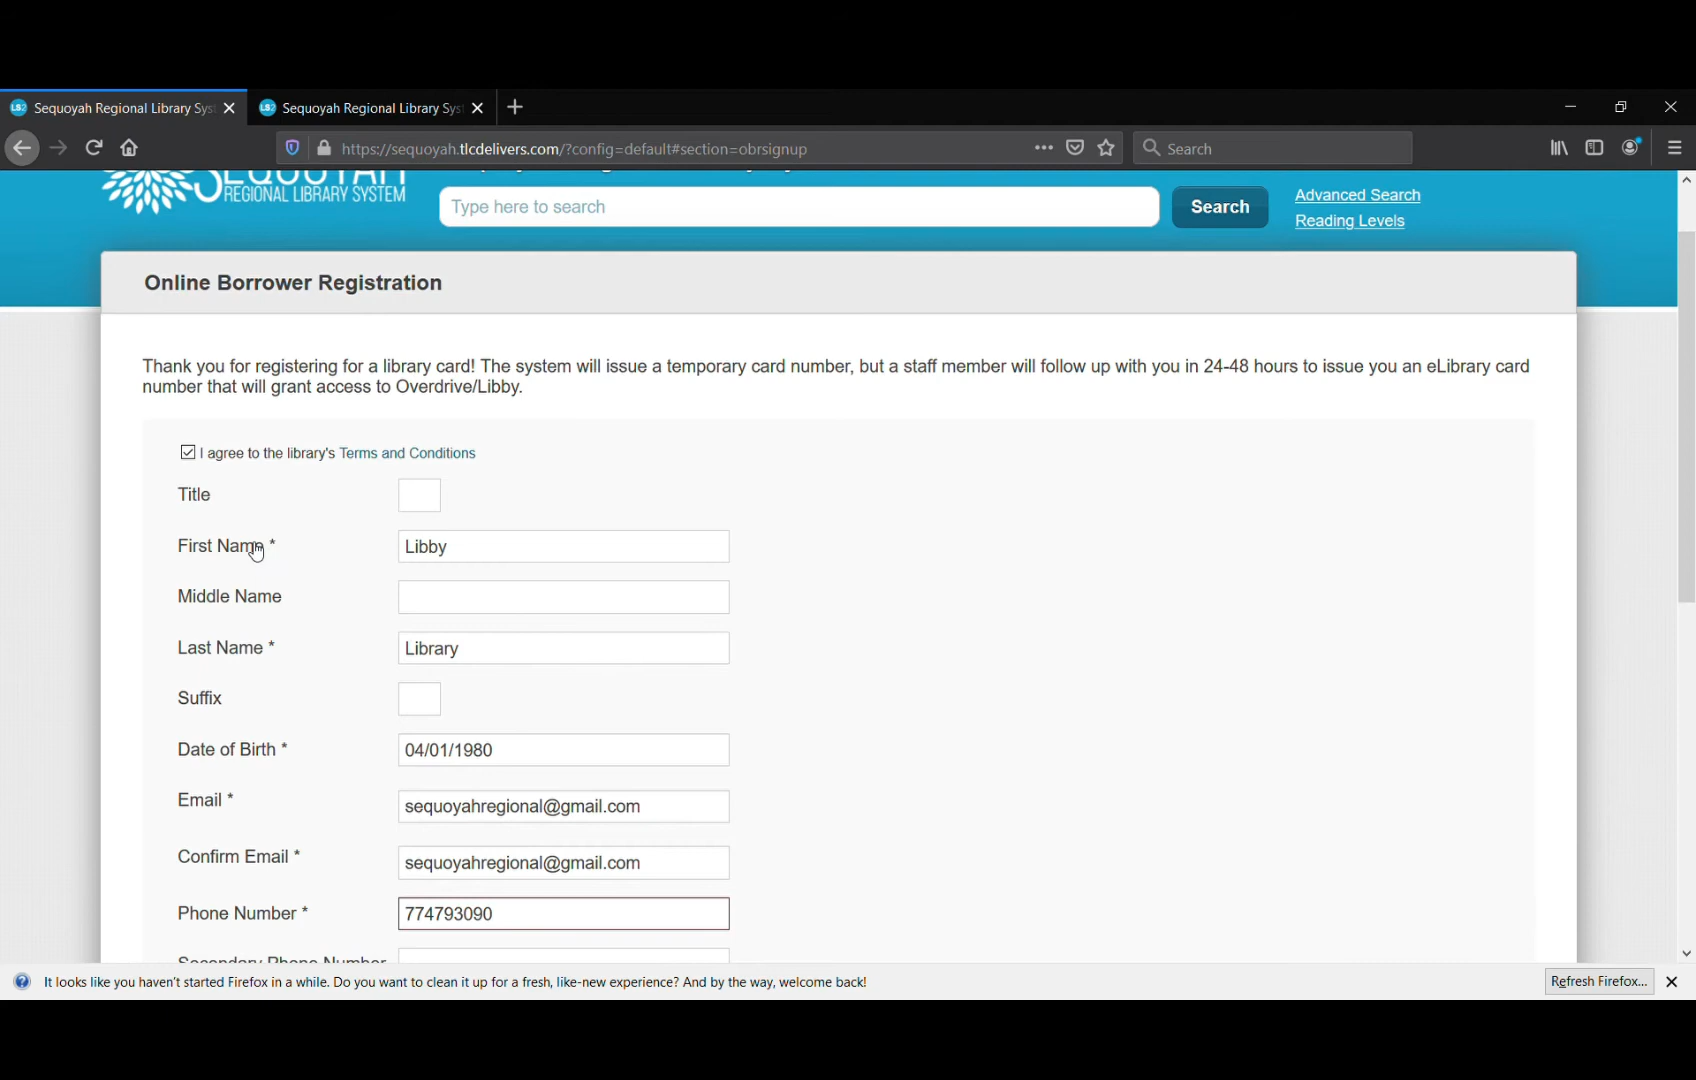 Sequoyah Regional Library Sys
Sequoyah Regional Library Sys
https://sequoyah.tlcdelivers.com/?config=default#section=obrsignup
Search
SEQUOYAH
REGIONAL LIBRARY SYSTEM
Type here to search
Search
Advanced Search
Reading Levels
Online Borrower Registration
Thank you for registering for a library card! The system will issue a temporary card number, but a staff member will follow up with you in 24-48 hours to issue you an eLibrary card
number that will grant access to Overdrive/Libby.
I agree to the library's Terms and Conditions
Title
First Name * Libby
Middle Name
Last Name * Library
Suffix
Date of Birth * 04/01/1980
Email * sequoyahregional@gmail.com
Confirm Email * sequoyahregional@gmail.com
Phone Number * 774793090
Secondary Phone Number
It looks like you haven't started Firefox in a while. Do you want to clean it up for a fresh, like-new experience? And by the way, welcome back!
Refresh Firefox...